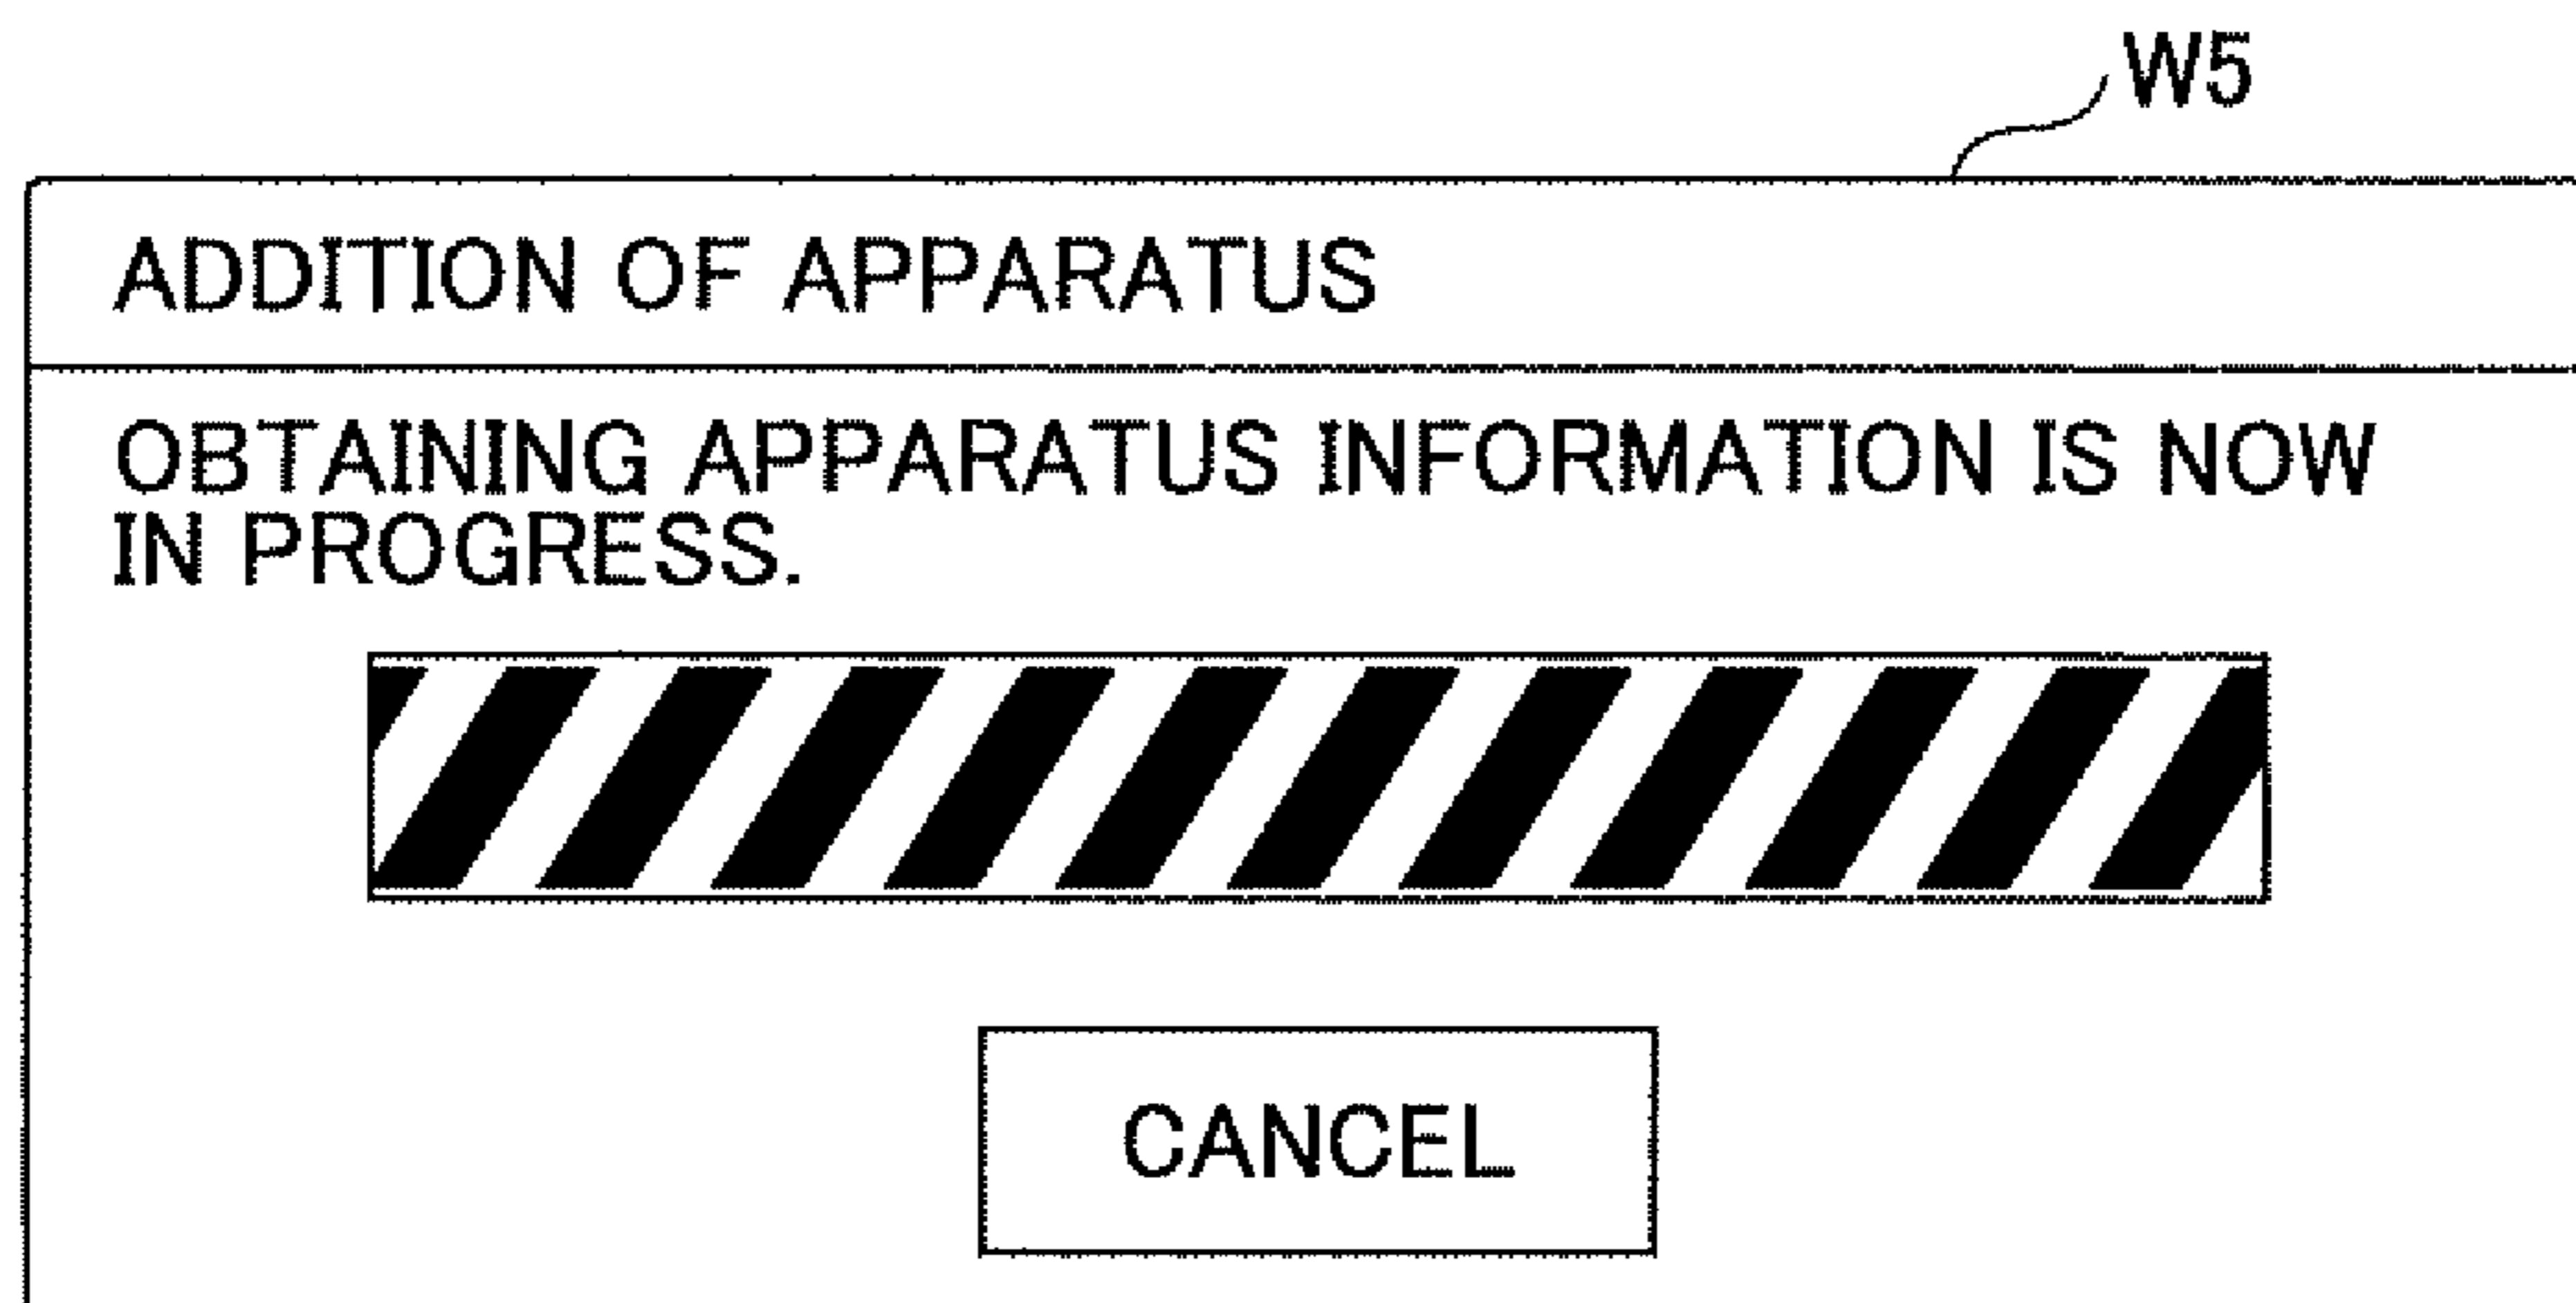 W5
ADDITION OF APPARATUS
OBTAINING APPARATUS INFORMATION IS NOW
IN PROGRESS.
CANCEL